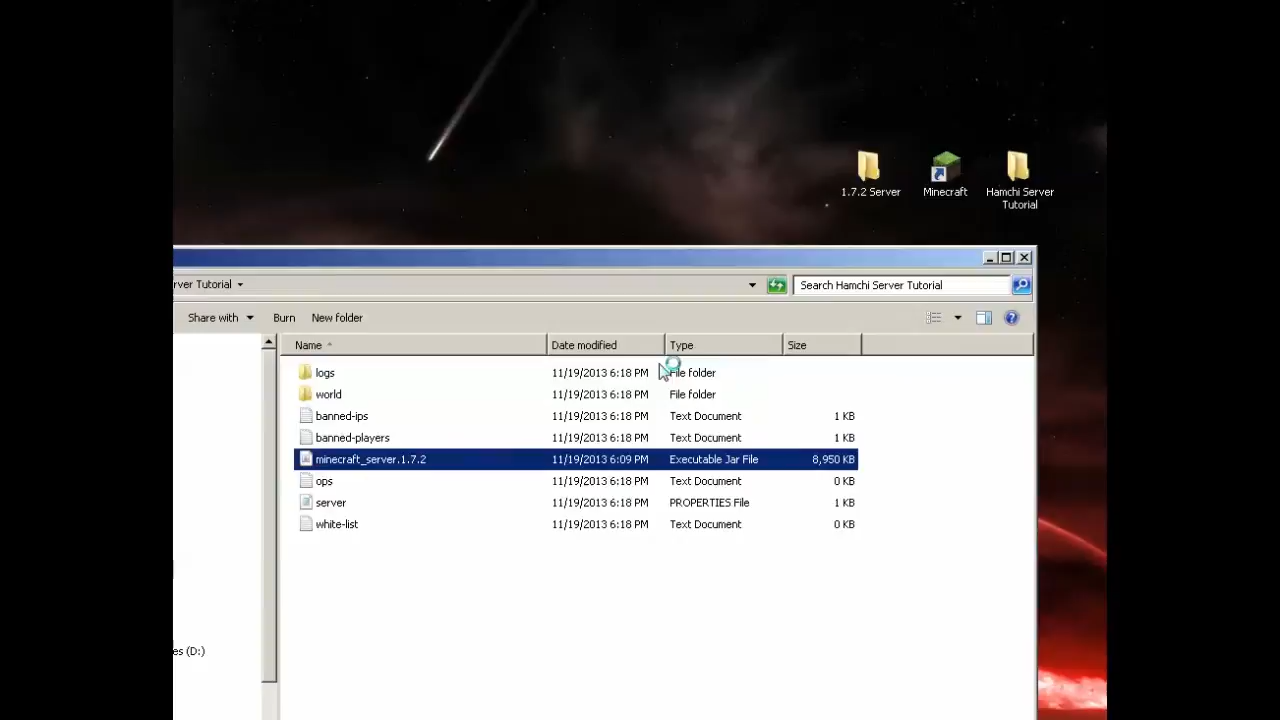 1.7.2 Server
Minecraft
Hamchi Server
Tutorial
rver Tutorial
Search Hamchi Server Tutorial
Share with
Burn
New folder
Name
Date modified
Type
Size
logs 11/19/2013 6:18 PM File folder
world 11/19/2013 6:18 PM File folder
banned-ips 11/19/2013 6:18 PM Text Document 1 KB
banned-players 11/19/2013 6:18 PM Text Document 1 KB
minecraft_server.1.7.2 11/19/2013 6:09 PM Executable Jar File 8,950 KB
ops 11/19/2013 6:18 PM Text Document 0 KB
server 11/19/2013 6:18 PM PROPERTIES File 1 KB
white-list 11/19/2013 6:18 PM Text Document 0 KB
es (D:)